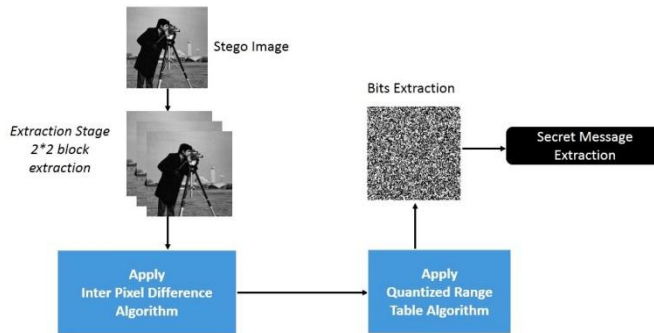 Stego Image
Extraction Stage
2*2 block
extraction
Apply
Inter Pixel Difference
Algorithm
Apply
Quantized Range
Table Algorithm
Bits Extraction
Secret Message
Extraction